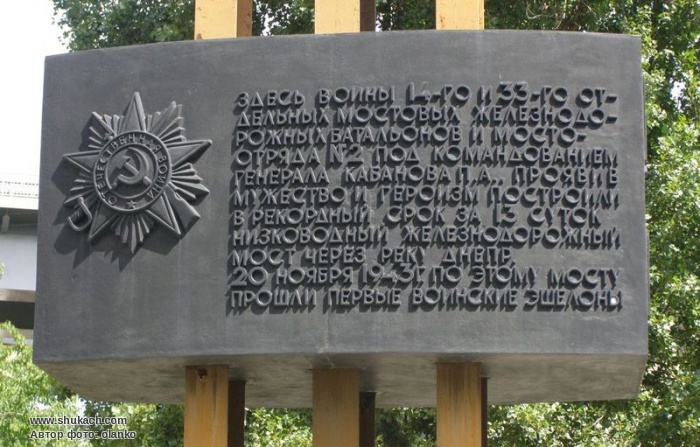 ЗДЕСЬ ВОИНЫ 14-ГО И 33-ГО ОТ-
ДЕЛЬНЫХ МОСТОВЫХ ЖЕЛЕЗНОДО-
РОЖНЫХ БАТАЛЬОНОВ И МОСТО-
ОТРЯДА №2 ПОД КОМАНДОВАНИЕМ
ГЕНЕРАЛА КАБАНОВА П.А., ПРОЯВИВ
МУЖЕСТВО И ГЕРОИЗМ ПОСТРОИЛИ
В РЕКОРДНЫЙ СРОК ЗА 13 СУТОК
НИЗКОВОДНЫЙ ЖЕЛЕЗНОДОРОЖНЫЙ
МОСТ ЧЕРЕЗ РЕКУ ДНЕПР.
20 НОЯБРЯ 1943Г. ПО ЭТОМУ МОСТУ
ПРОШЛИ ПЕРВЫЕ ВОИНСКИЕ ЭШЕЛОНЫ
ОТЕЧЕСТВЕННАЯ ВОЙНА
www.shukach.com
Автор фото: olanko